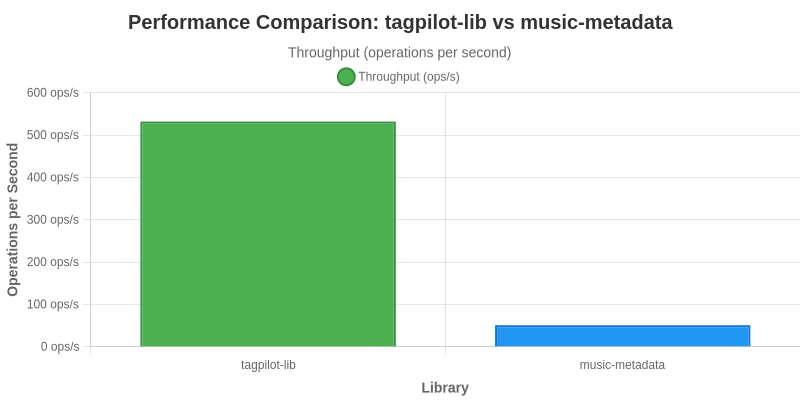 Performance Comparison: tagpilot-lib vs music-metadata
Throughput (operations per second)
Throughput (ops/s)
600 ops/s
500 ops/s
400 ops/s
300 ops/s
200 ops/s
100 ops/s
0 ops/s
Operations per Second
tagpilot-lib
music-metadata
Library